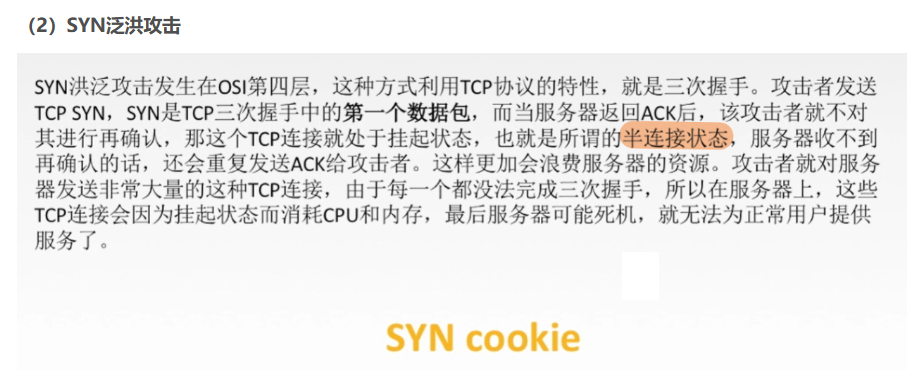 （2）SYN泛洪攻击
SYN洪泛攻击发生在OSI第四层，这种方式利用TCP协议的特性，就是三次握手。攻击者发送
TCP SYN，SYN是TCP三次握手中的第一个数据包，而当服务器返回ACK后，该攻击者就不对
其进行再确认，那这个TCP连接就处于挂起状态，也就是所谓的半连接状态，服务器收不到
再确认的话，还会重复发送ACK给攻击者。这样更加会浪费服务器的资源。攻击者就对服务
器发送非常大量的这种TCP连接，由于每一个都没法完成三次握手，所以在服务器上，这些
TCP连接会因为挂起状态而消耗CPU和内存，最后服务器可能死机，就无法为正常用户提供
服务了。
SYN cookie